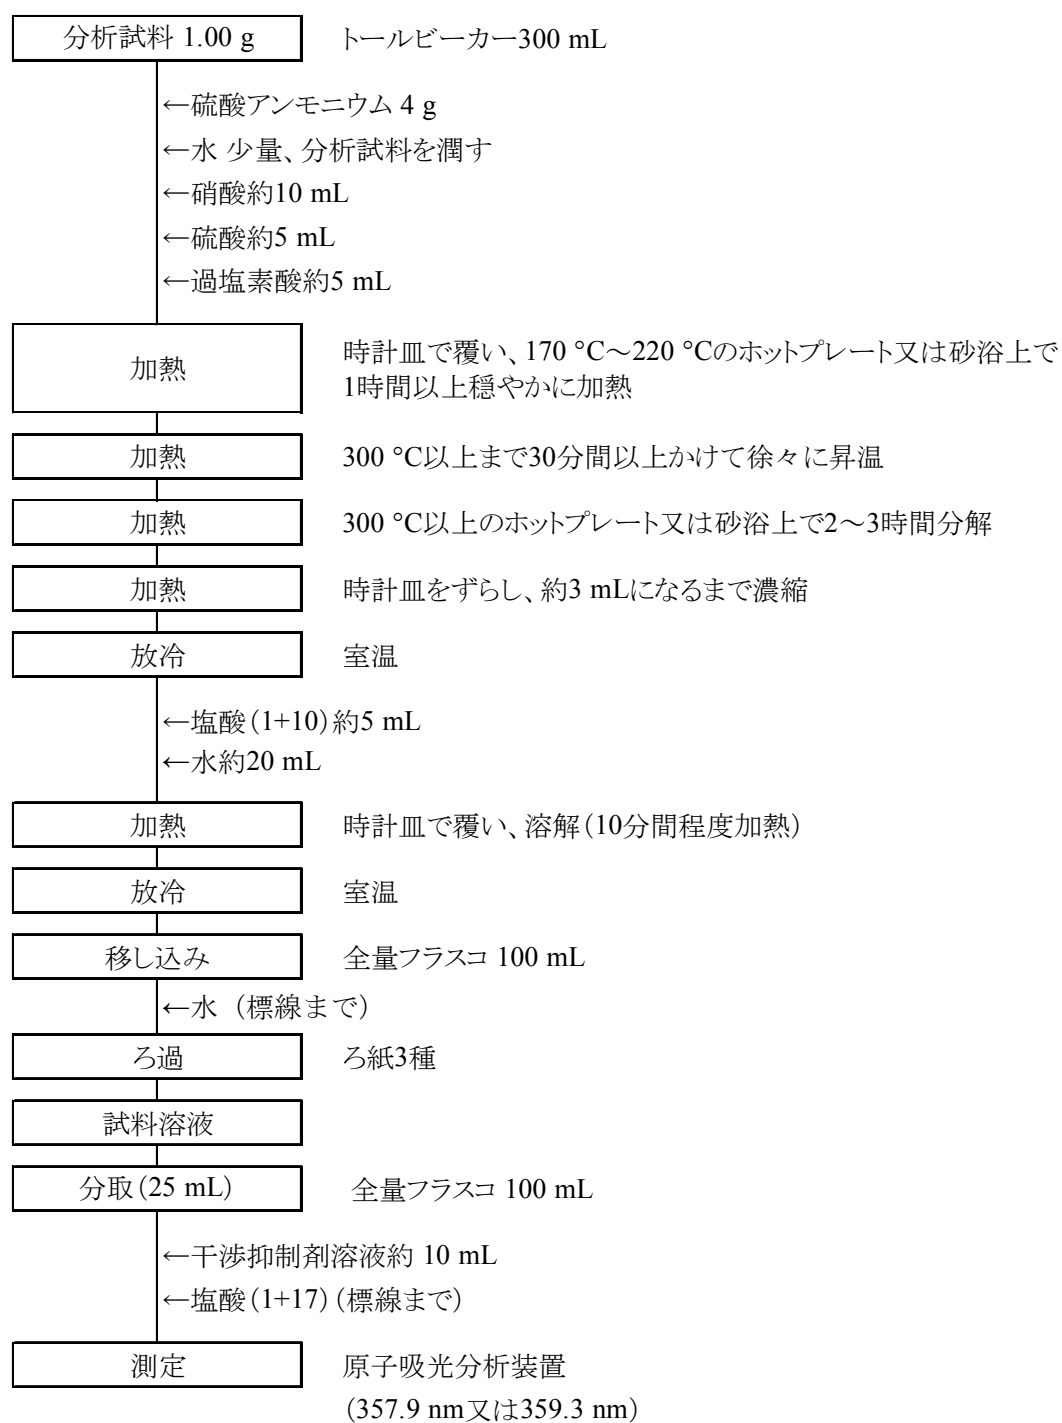 分析試料 1.00 g トールビーカー300 mL
←硫酸アンモニウム 4 g
←水 少量、分析試料を潤す
←硝酸約10 mL
←硫酸約5 mL
←過塩素酸約5 mL
加熱 時計皿で覆い、170 °C～220 °Cのホットプレート又は砂浴上で
1時間以上穏やかに加熱
加熱 300 °C以上まで30分間以上かけて徐々に昇温
加熱 300 °C以上のホットプレート又は砂浴上で2～3時間分解
加熱 時計皿をずらし、約3 mLになるまで濃縮
放冷 室温
←塩酸（1+10）約5 mL
←水約20 mL
加熱 時計皿で覆い、溶解（10分間程度加熱）
放冷 室温
移し込み 全量フラスコ 100 mL
←水（標線まで）
ろ過 ろ紙3種
試料溶液
分取（25 mL） 全量フラスコ 100 mL
←干渉抑制剤溶液約 10 mL
←塩酸（1+17）（標線まで）
測定 原子吸光分析装置
（357.9 nm又は359.3 nm）